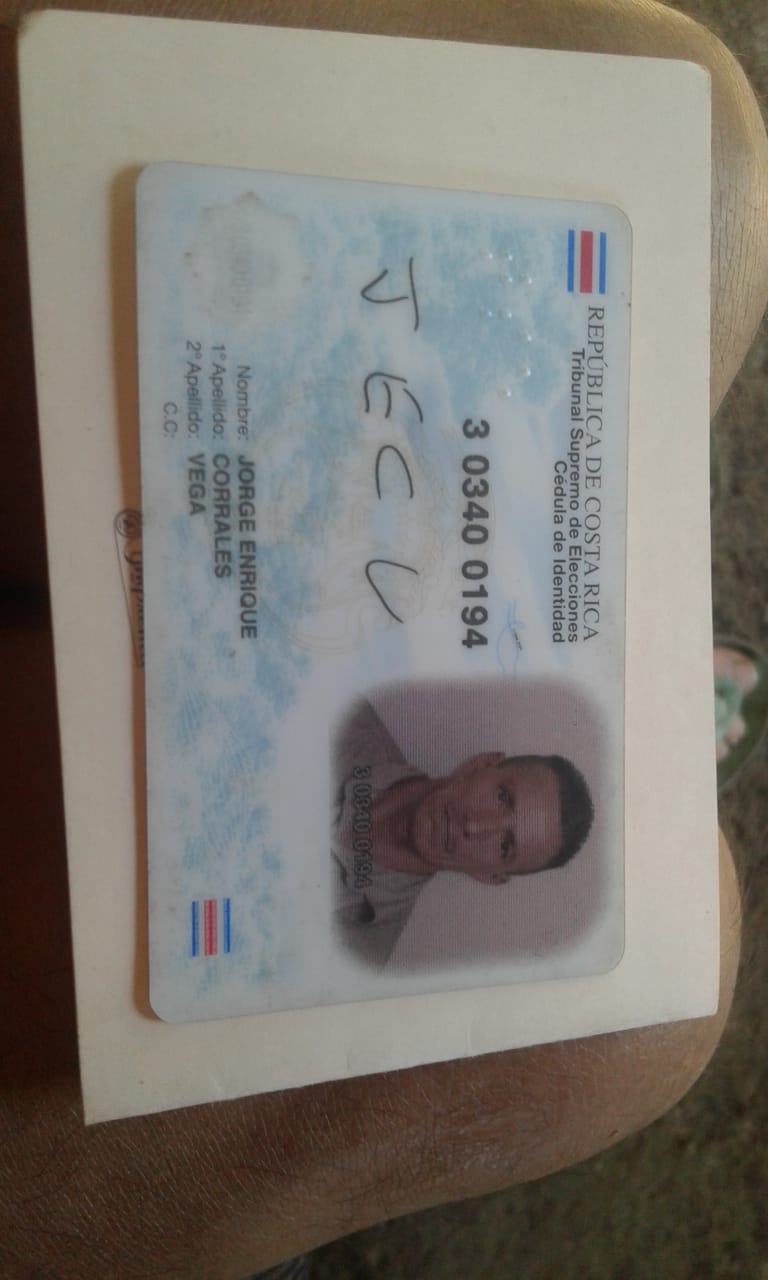 REPÚBLICA DE COSTA RICA
Tribunal Supremo de Elecciones
Cédula de Identidad
3 0340 0194
J E C V
3 0340 0194
Nombre: JORGE ENRIQUE
1° Apellido: CORRALES
2° Apellido: VEGA
C.C: